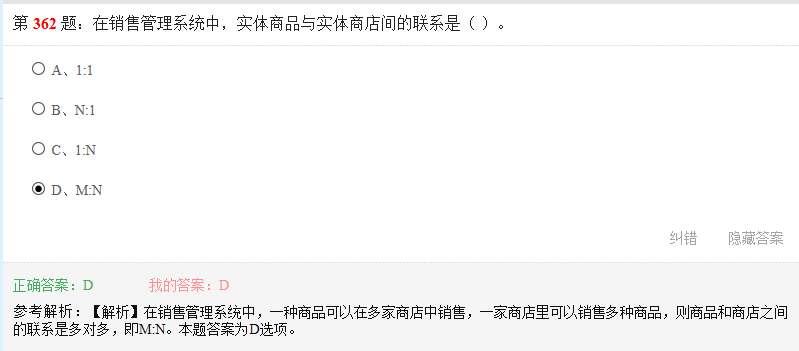 第 362 题：在销售管理系统中，实体商品与实体商店间的联系是（ ）。
A、1:1
B、N:1
C、1:N
D、M:N
纠错 隐藏答案
正确答案：D 我的答案：D
参考解析：【解析】在销售管理系统中，一种商品可以在多家商店中销售，一家商店里可以销售多种商品，则商品和商店之间
的联系是多对多，即M:N。本题答案为D选项。